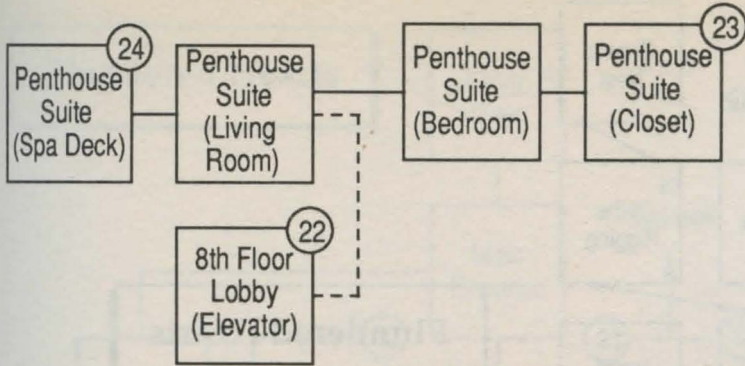 24
Penthouse
Suite
(Spa Deck)
Penthouse
Suite
(Living
Room)
Penthouse
Suite
(Bedroom)
23
Penthouse
Suite
(Closet)
22
8th Floor
Lobby
(Elevator)